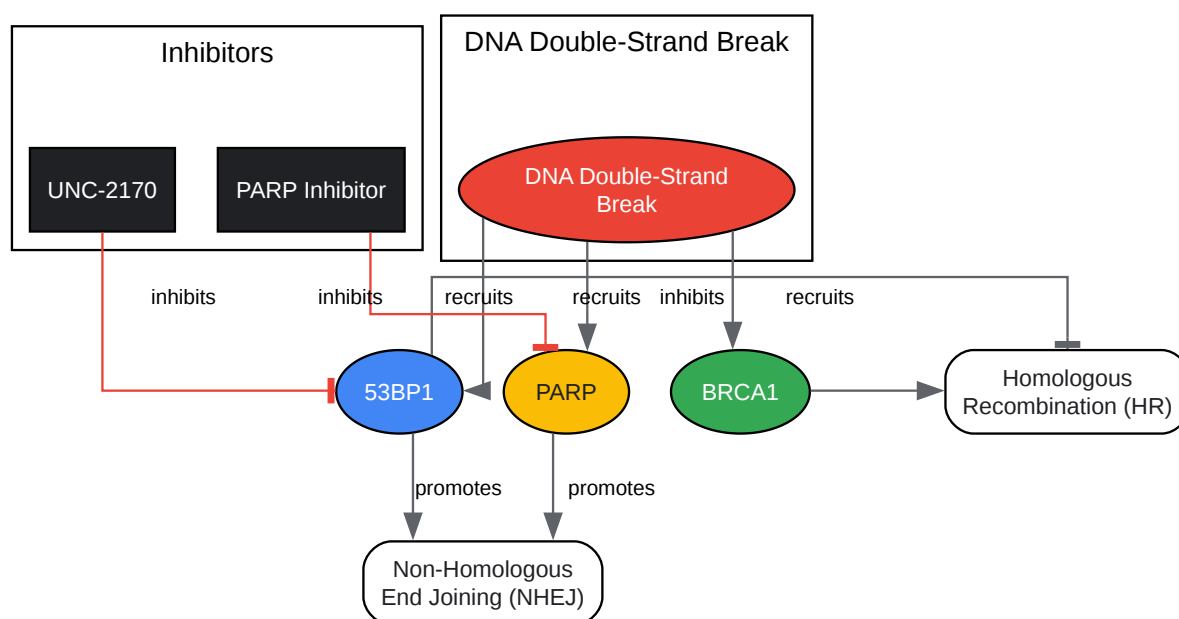 Inhibitors
DNA Double-Strand Break
UNC-2170
PARP Inhibitor
DNA Double-Strand
Break
inhibits
inhibits
recruits
recruits
inhibits
recruits
53BP1
PARP
BRCA1
Homologous
Recombination (HR)
promotes
promotes
Non-Homologous
End Joining (NHEJ)